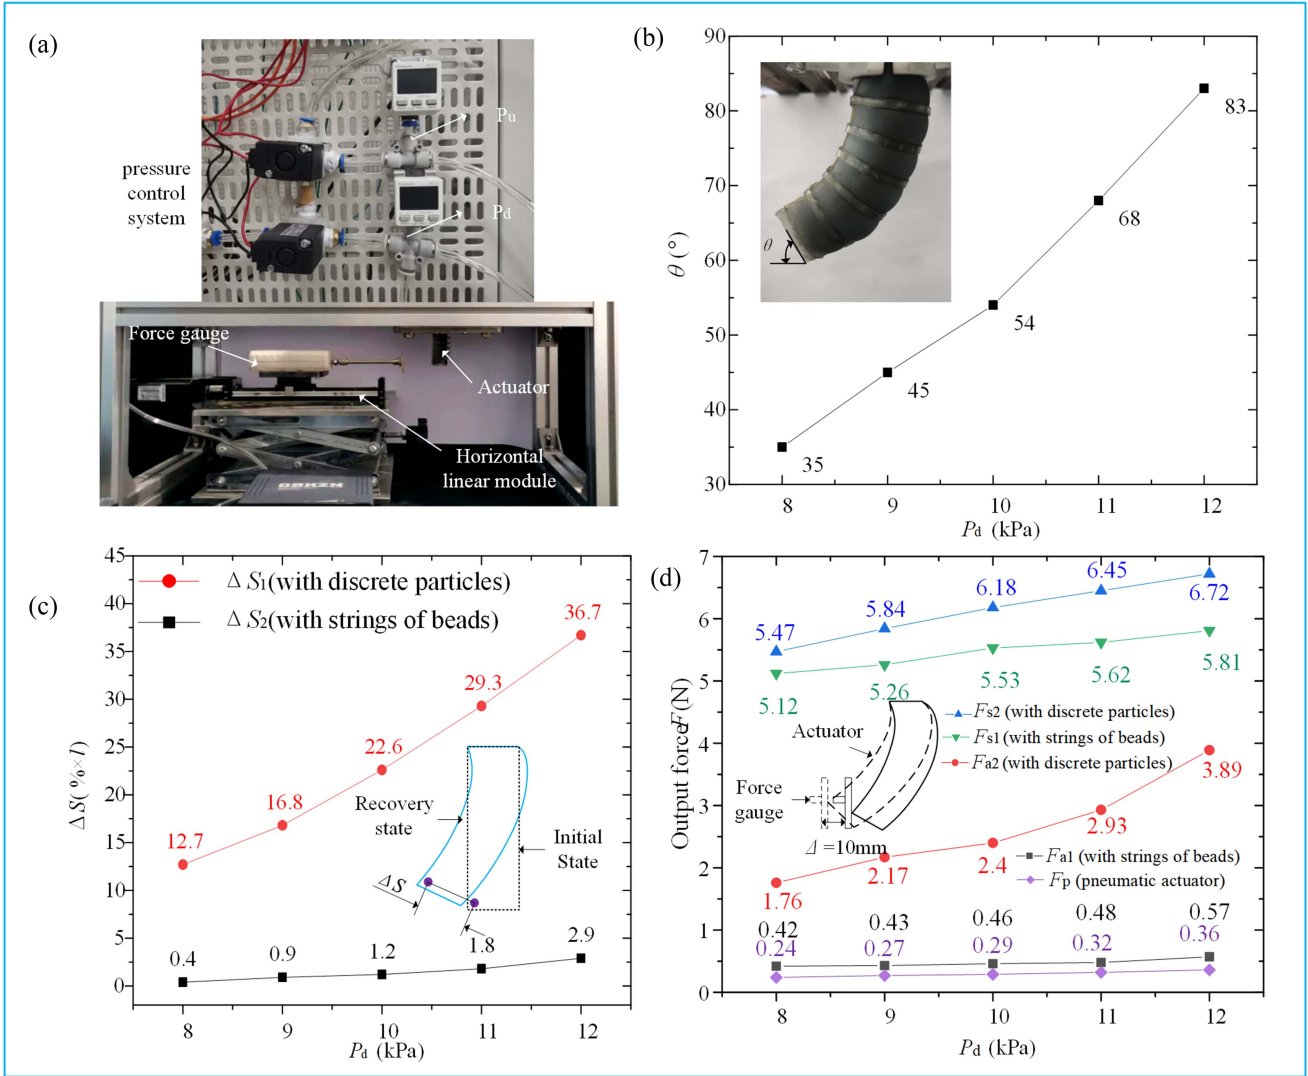 (a)
pressure
control
system
Pu
Pd
Force gauge
Actuator
Horizontal
linear module
DBKZN
(b)
90
80
70
60
50
40
30
θ (°)
θ
83
68
54
45
35
8 9 10 11 12
Pd (kPa)
(c)
45
40
35
30
25
20
15
10
5
0
ΔS( %×l)
Δ S1(with discrete particles)
Δ S2(with strings of beads)
36.7
29.3
22.6
16.8
12.7
Recovery
state
Initial
State
ΔS
0.4 0.9 1.2 1.8 2.9
8 9 10 11 12
Pd (kPa)
(d)
7
6
5
4
3
2
1
0
Output force F(N)
5.47 5.84 6.18 6.45 6.72
5.12 5.26 5.53 5.62 5.81
Fs2 (with discrete particles)
Fs1 (with strings of beads)
Fa2 (with discrete particles)
Actuator
Force
gauge
Δ =10mm
1.76 2.17 2.4 2.93 3.89
Fa1 (with strings of beads)
Fp (pneumatic actuator)
0.42 0.43 0.46 0.48 0.57
0.24 0.27 0.29 0.32 0.36
8 9 10 11 12
Pd (kPa)